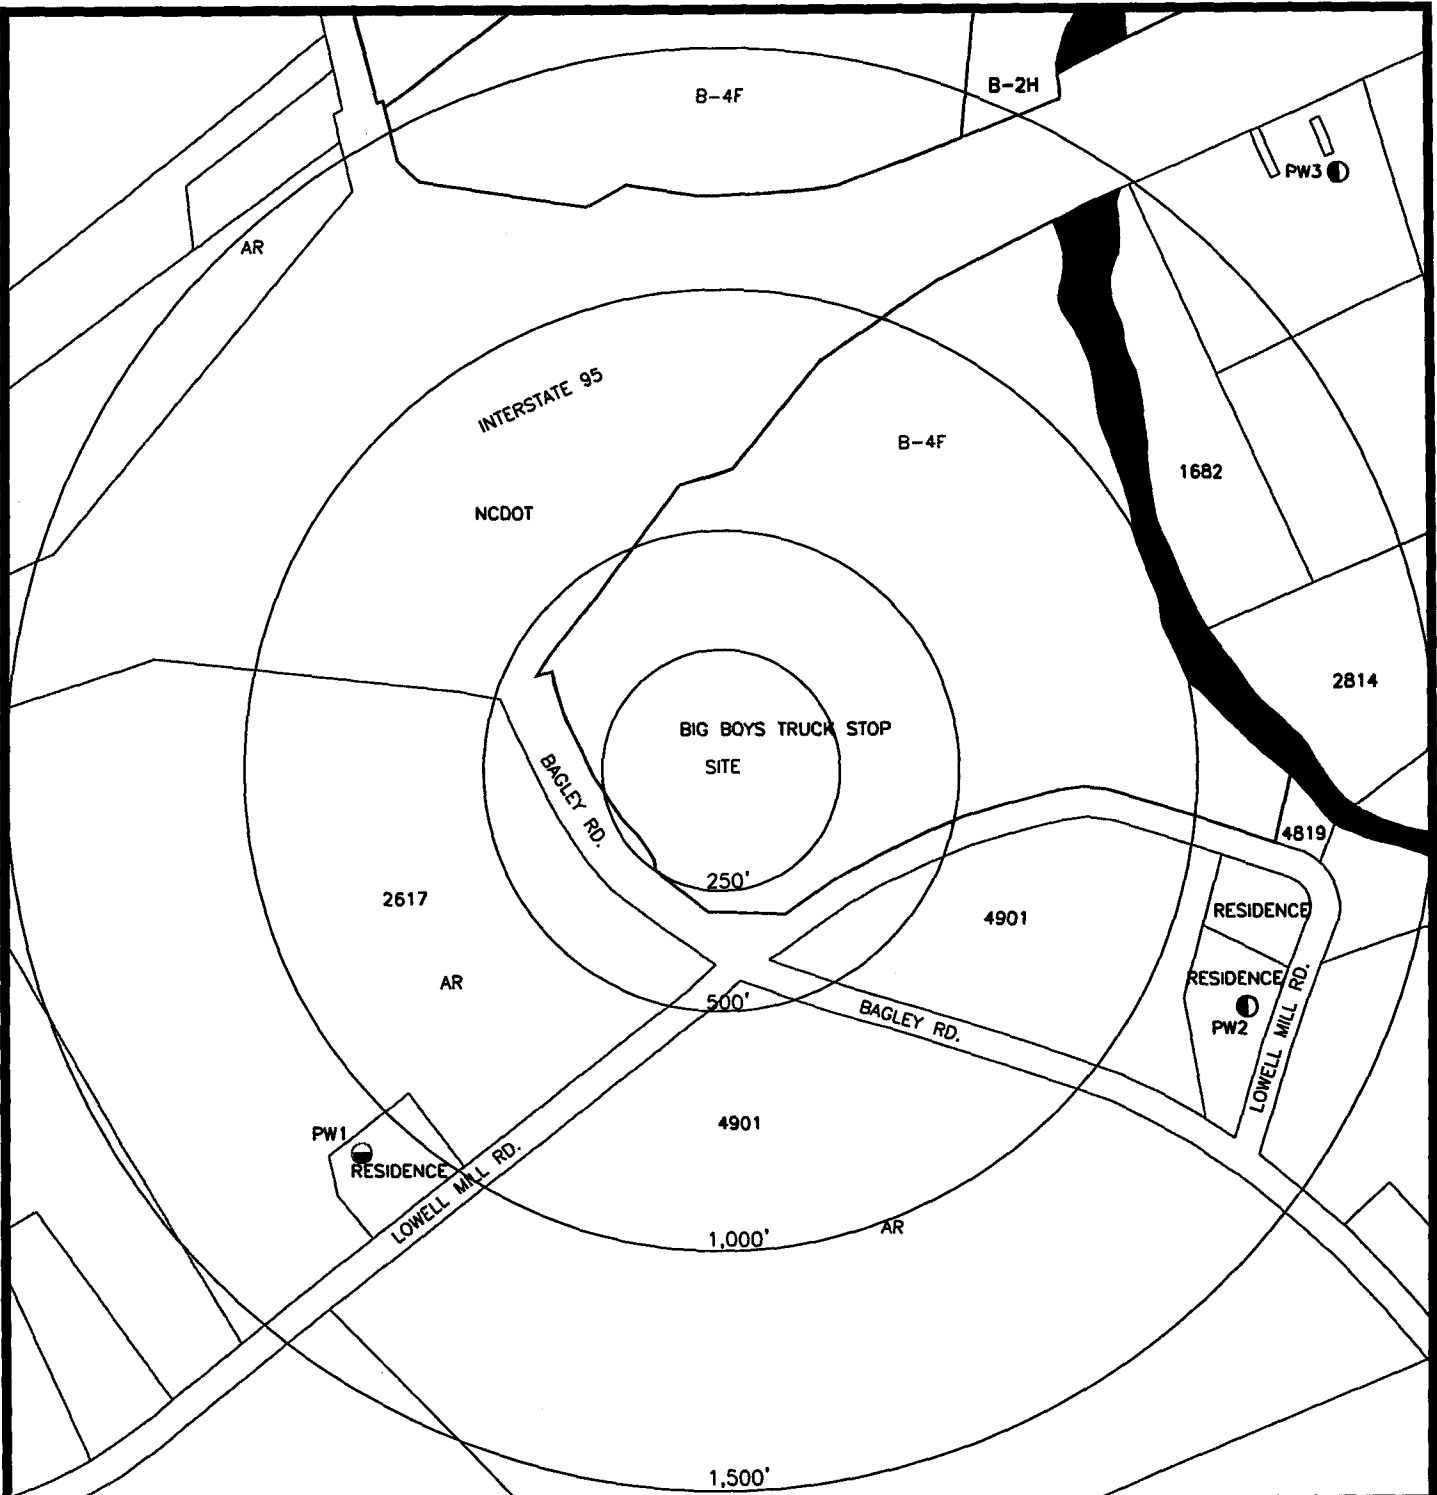 B-2H
B-4F
PW3
AR
INTERSTATE 95
B-4F
1682
NCDOT
2814
BIG BOYS TRUCK STOP
SITE
BAGLEY RD.
4819
250'
2617
4901
RESIDENCE
AR
RESIDENCE
500'
BAGLEY RD.
PW2
LOWELL MILL RD.
4901
PW1
RESIDENCE
LOWELL MILL RD.
AR
1,000'
1,500'